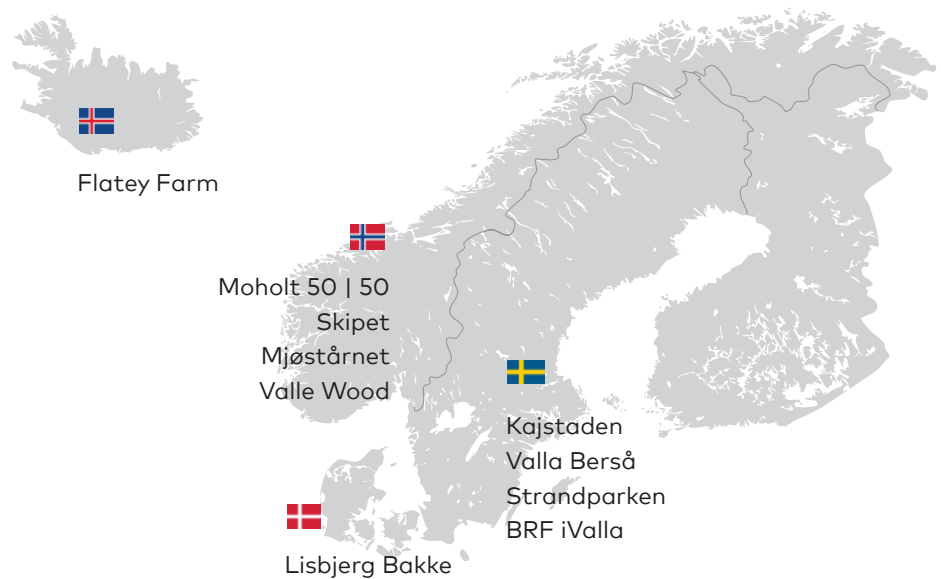 Flatey Farm
Moholt 50 | 50
Skipet
Mjøstårnet
Valle Wood
Kajstaden
Valla Berså
Strandparken
BRF iValla
Lisbjerg Bakke